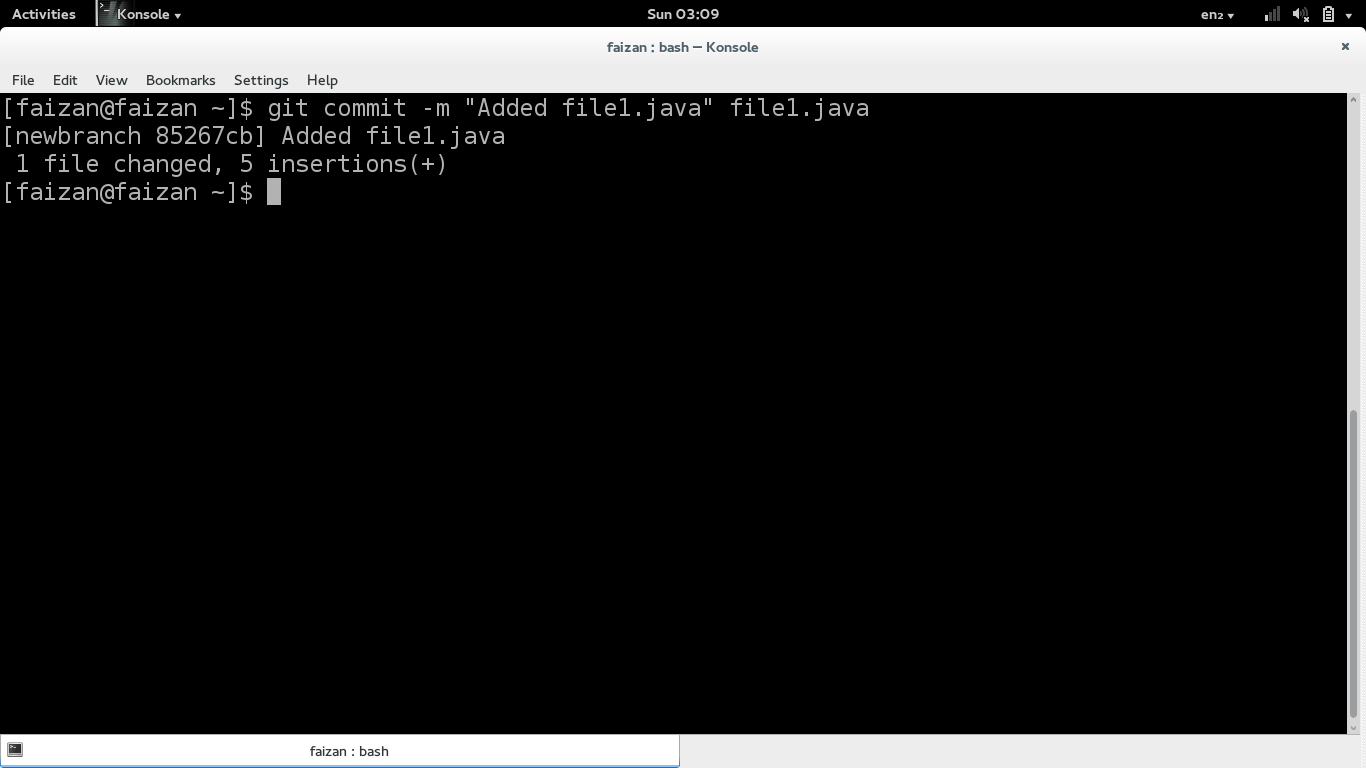 Activities Konsole Sun 03:09 en₂
faizan : bash — Konsole
File Edit View Bookmarks Settings Help
[faizan@faizan ~]$ git commit -m "Added file1.java" file1.java
[newbranch 85267cb] Added file1.java
 1 file changed, 5 insertions(+)
[faizan@faizan ~]$
faizan : bash